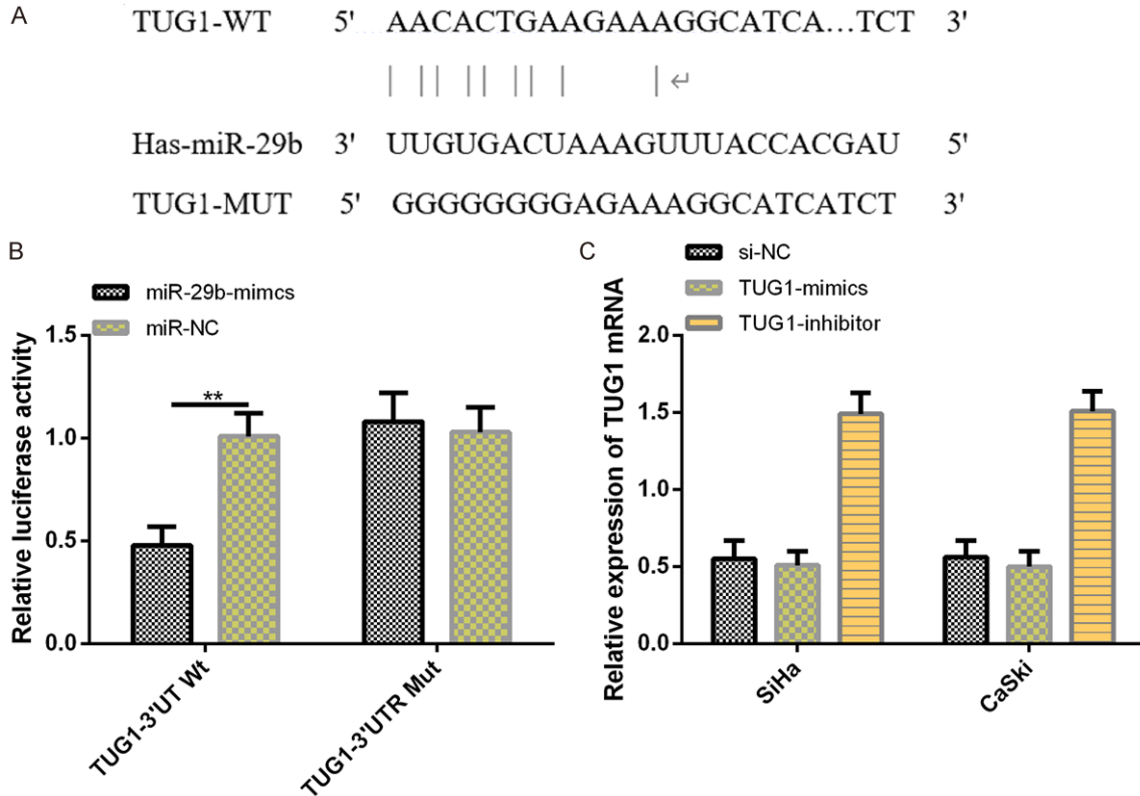 A
TUG1-WT 5' AACACTGAAGAAAGGCATCA...TCT 3'
| || || || | | ↵
Has-miR-29b 3' UUGUGACUAAAGUUUACCACGAU 5'
TUG1-MUT 5' GGGGGGGGAGAAAGGCATCATCT 3'
B
miR-29b-mimcs
miR-NC
Relative luciferase activity
1.5
**
1.0
0.5
0.0
TUG1-3'UT Wt
TUG1-3'UTR Mut
C
si-NC
TUG1-mimics
TUG1-inhibitor
Relative expression of TUG1 mRNA
2.0
1.5
1.0
0.5
0.0
SiHa
CaSki